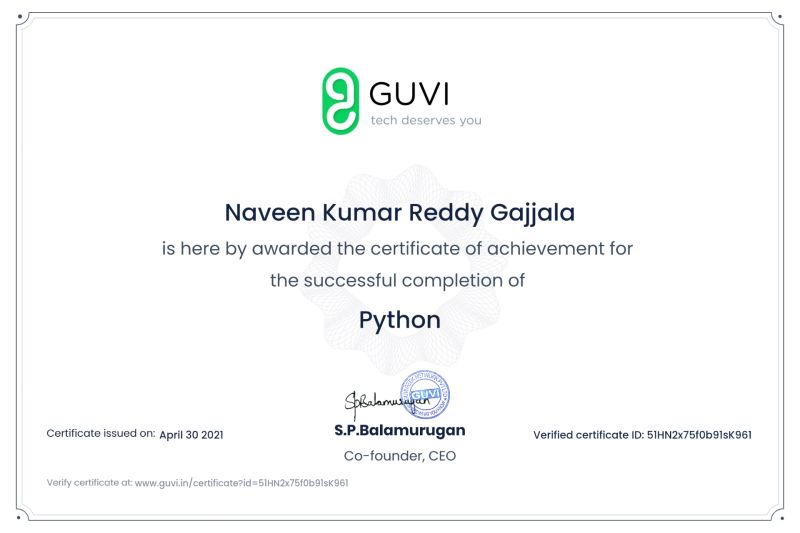 GUVI
tech deserves you
Naveen Kumar Reddy Gajjala
is here by awarded the certificate of achievement for
the successful completion of
Python
SpBalamurugan
GUVI
S.P.Balamurugan
Co-founder, CEO
Certificate issued on: April 30 2021
Verified certificate ID: 51HN2x75f0b91sK961
Verify certificate at: www.guvi.in/certificate?id=51HN2x75f0b91sK961